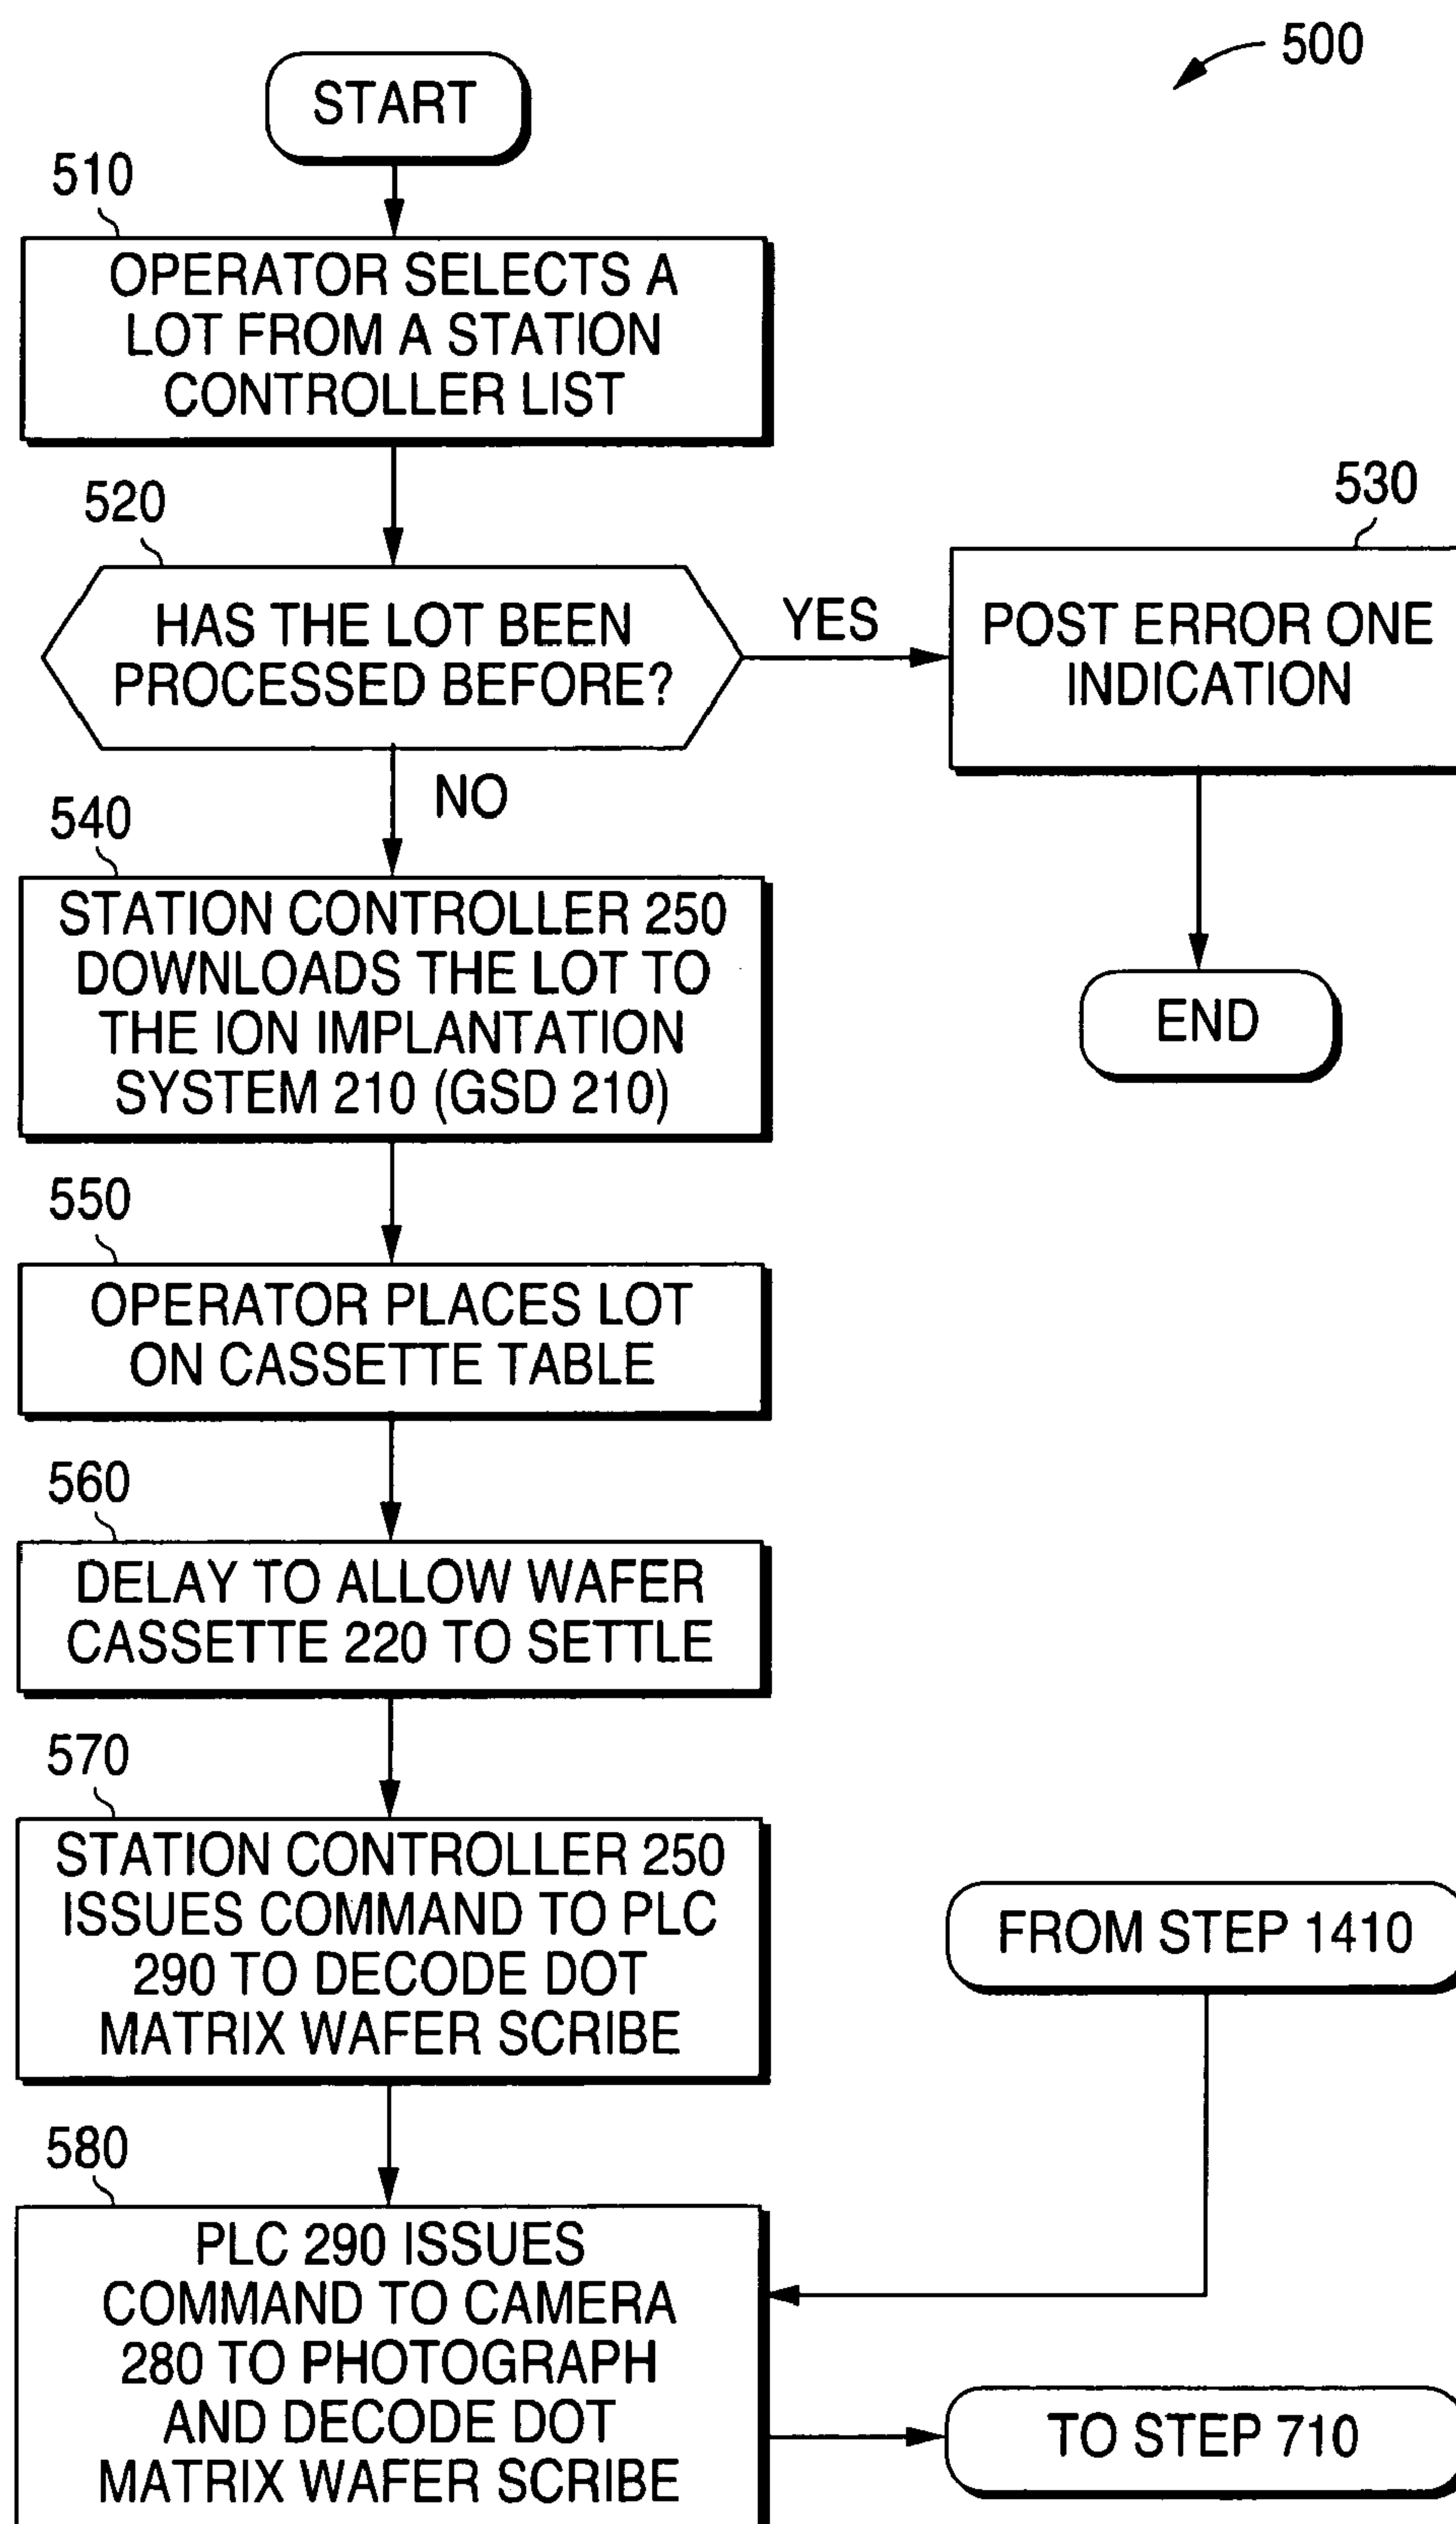 500
START
510
OPERATOR SELECTS A
LOT FROM A STATION
CONTROLLER LIST
520
HAS THE LOT BEEN
PROCESSED BEFORE?
YES
530
POST ERROR ONE
INDICATION
END
NO
540
STATION CONTROLLER 250
DOWNLOADS THE LOT TO
THE ION IMPLANTATION
SYSTEM 210 (GSD 210)
550
OPERATOR PLACES LOT
ON CASSETTE TABLE
560
DELAY TO ALLOW WAFER
CASSETTE 220 TO SETTLE
570
STATION CONTROLLER 250
ISSUES COMMAND TO PLC
290 TO DECODE DOT
MATRIX WAFER SCRIBE
FROM STEP 1410
580
PLC 290 ISSUES
COMMAND TO CAMERA
280 TO PHOTOGRAPH
AND DECODE DOT
MATRIX WAFER SCRIBE
TO STEP 710